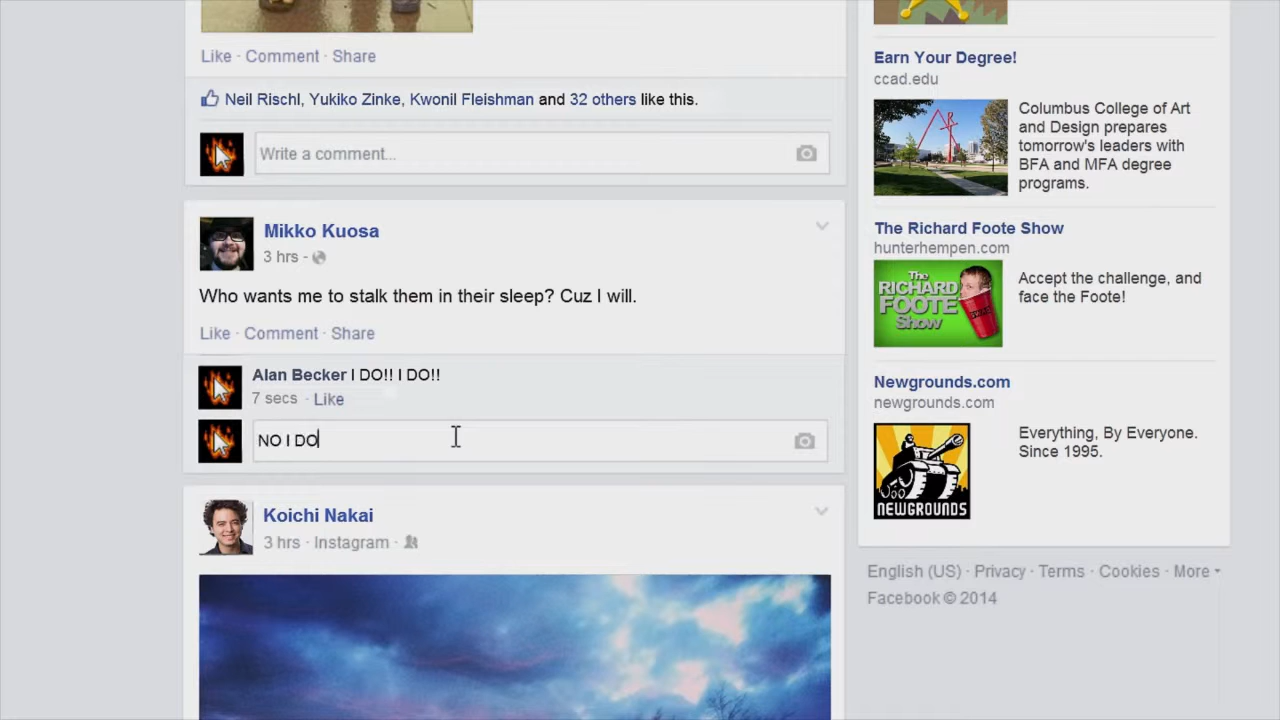 Like · Comment · Share
Neil Rischl, Yukiko Zinke, Kwonil Fleishman and 32 others like this.
Write a comment...
Mikko Kuosa
3 hrs -
Who wants me to stalk them in their sleep? Cuz I will.
Like · Comment · Share
Alan Becker I DO!! I DO!!
7 secs · Like
NO I DO
Koichi Nakai
3 hrs · Instagram ·
Earn Your Degree!
ccad.edu
Columbus College of Art
and Design prepares
tomorrow's leaders with
BFA and MFA degree
programs.
The Richard Foote Show
hunterhempen.com
The
RICHARD
FOOTE
Show
Accept the challenge, and
face the Foote!
Newgrounds.com
newgrounds.com
NEWGROUNDS
Everything, By Everyone.
Since 1995.
English (US) · Privacy · Terms · Cookies · More
Facebook © 2014